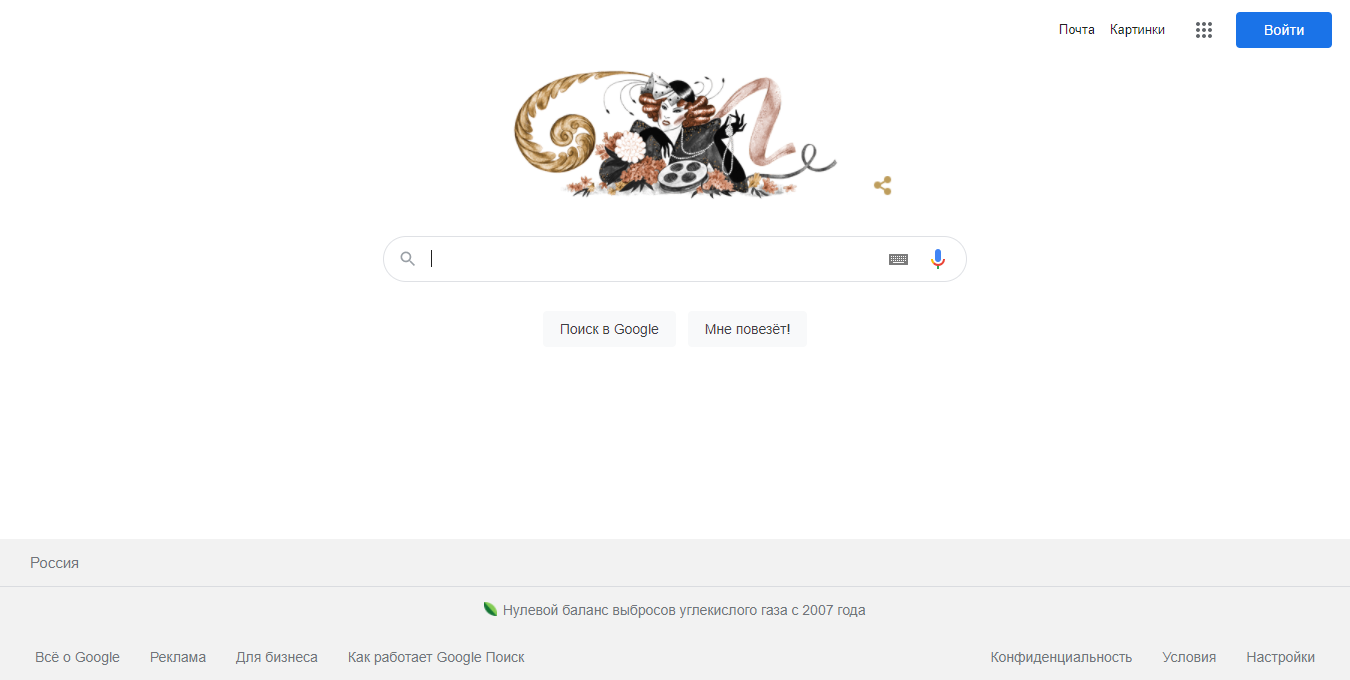 Почта Картинки Войти
Поиск в Google Мне повезёт!
Россия
Нулевой баланс выбросов углекислого газа с 2007 года
Всё о Google Реклама Для бизнеса Как работает Google Поиск Конфиденциальность Условия Настройки